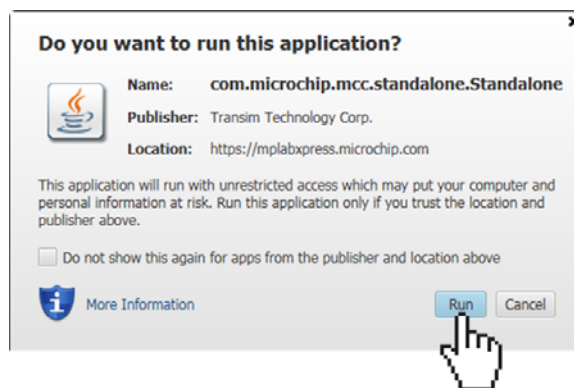 Do you want to run this application?
Name: com.microchip.mcc.standalone.Standalone
Publisher: Transim Technology Corp.
Location: https://mplabxpress.microchip.com
This application will run with unrestricted access which may put your computer and
personal information at risk. Run this application only if you trust the location and
publisher above.
Do not show this again for apps from the publisher and location above
More Information Run Cancel